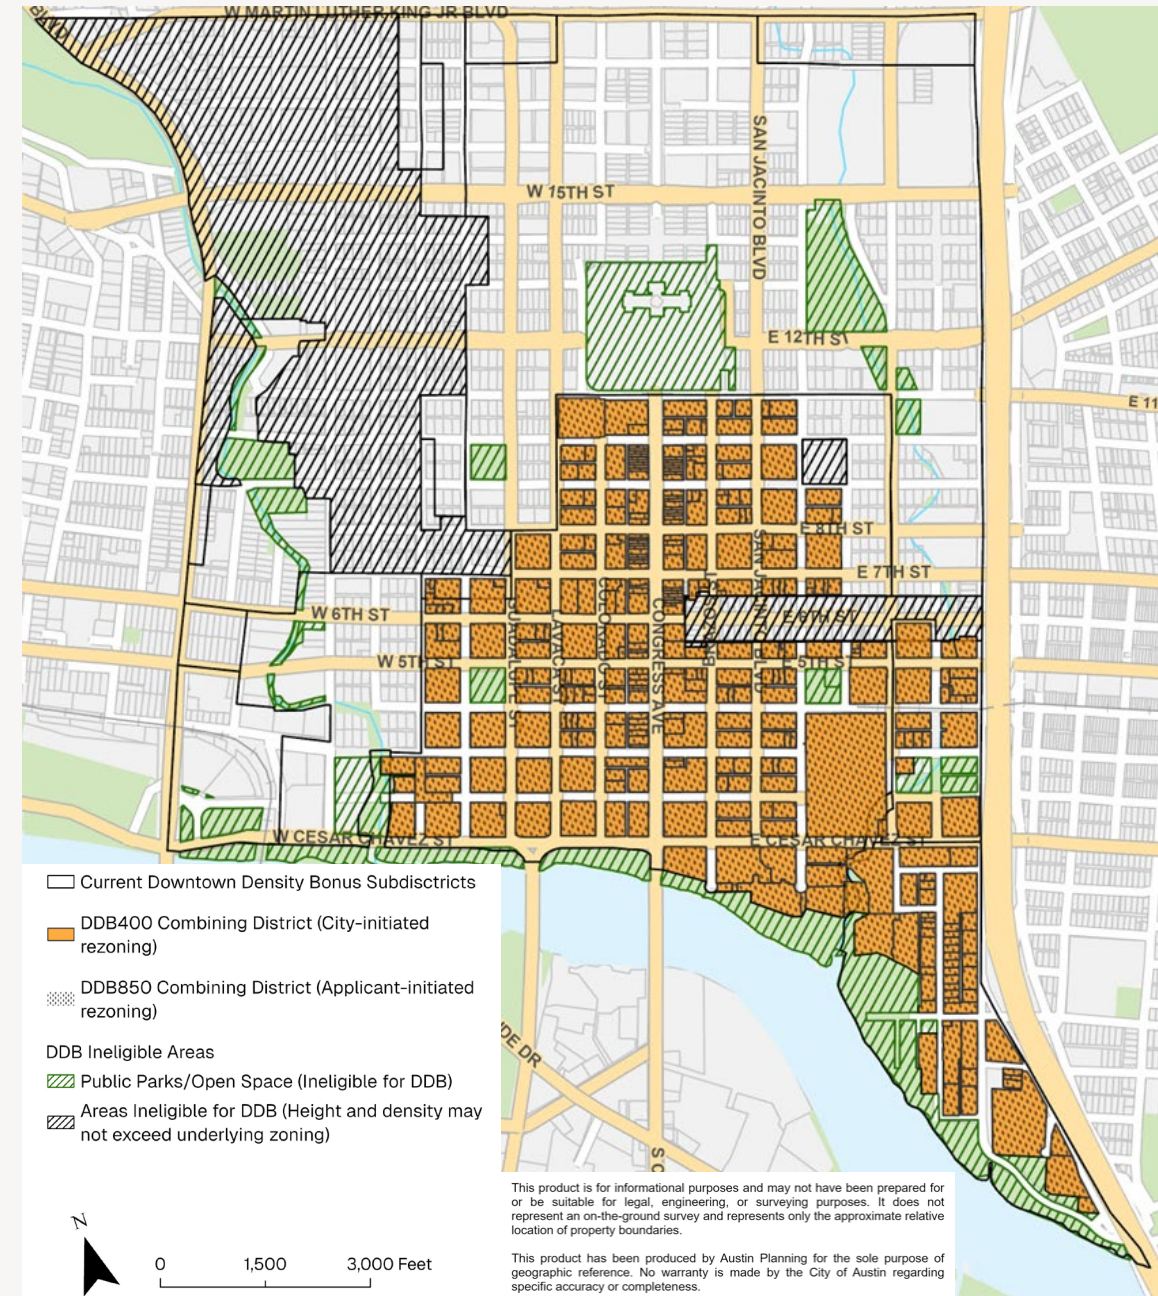 BLVD
W MARTIN LUTHER KING JR BLVD
SAN JACINTO BLVD
W 15TH ST
E 12TH ST
E 11
E 8TH ST
E 7TH ST
W 6TH ST
E 6TH ST
W 5TH ST
E 5TH ST
GUADALUPE ST
LAVACA ST
COLORADO ST
CONGRESS AVE
BRAZOS ST
SAN JACINTO BLVD
W CESAR CHAVEZ ST
E CESAR CHAVEZ ST
DE DR
S C
Current Downtown Density Bonus Subdisctricts
DDB400 Combining District (City-initiated
rezoning)
DDB850 Combining District (Applicant-initiated
rezoning)
DDB Ineligible Areas
Public Parks/Open Space (Ineligible for DDB)
Areas Ineligible for DDB (Height and density may
not exceed underlying zoning)
N
0 1,500 3,000 Feet
This product is for informational purposes and may not have been prepared for
or be suitable for legal, engineering, or surveying purposes. It does not
represent an on-the-ground survey and represents only the approximate relative
location of property boundaries.
This product has been produced by Austin Planning for the sole purpose of
geographic reference. No warranty is made by the City of Austin regarding
specific accuracy or completeness.